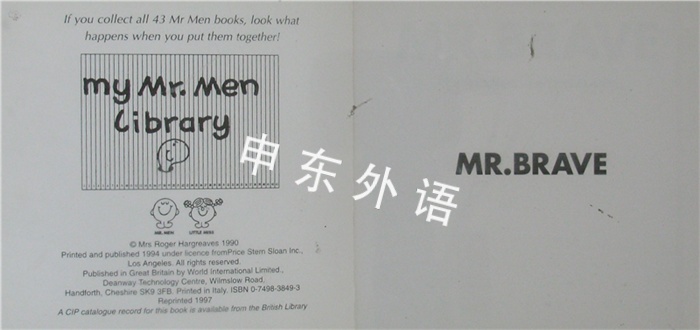 If you collect all 43 Mr Men books, look what
happens when you put them together!
my Mr. Men
Library
MR. MEN
LITTLE MISS
© Mrs Roger Hargreaves 1990
Printed and published 1994 under licence fromPrice Stern Sloan Inc.,
Los Angeles. All rights reserved.
Published in Great Britain by World International Limited.,
Deanway Technology Centre, Wilmslow Road,
Handforth, Cheshire SK9 3FB. Printed in Italy. ISBN 0-7498-3849-3
Reprinted 1997
A CIP catalogue record for this book is available from the British Library
MR.BRAVE
申东外语